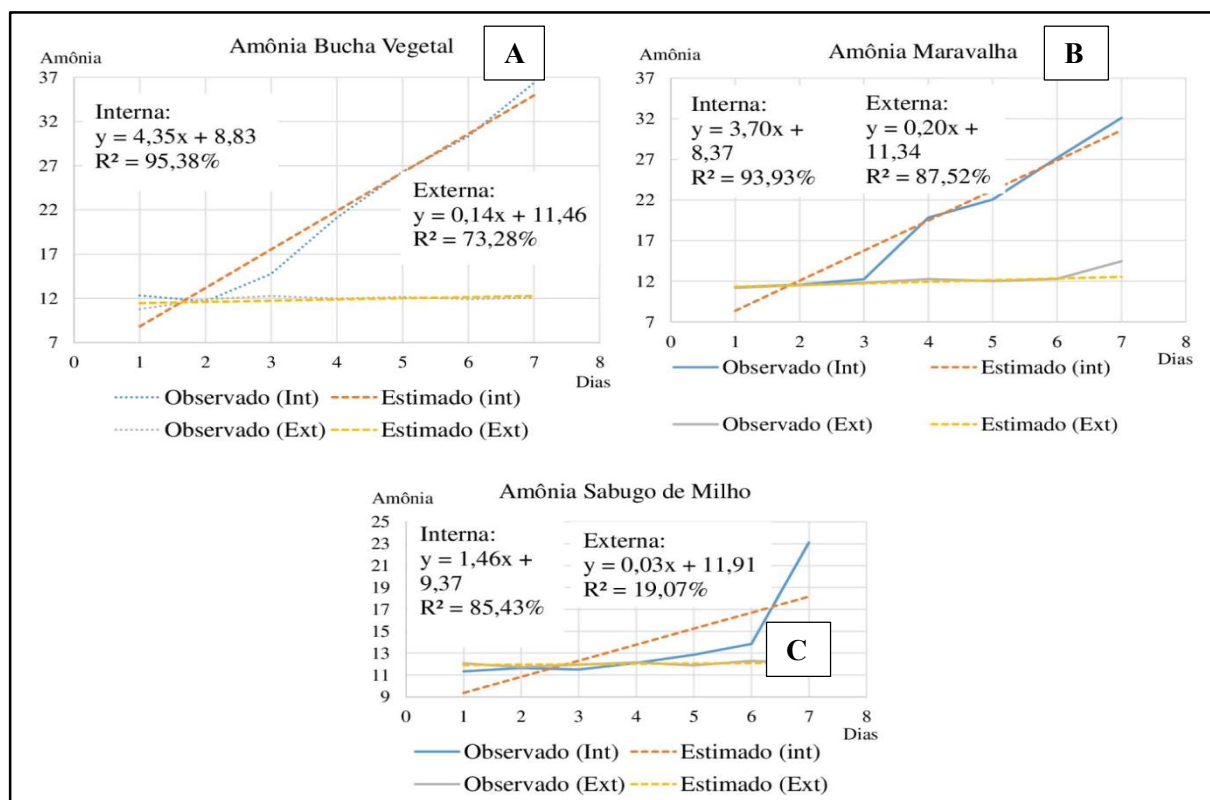 Amônia Bucha Vegetal
A
Amônia
37
32
27
22
17
12
7
Interna:
y = 4,35x + 8,83
R² = 95,38%
Externa:
y = 0,14x + 11,46
R² = 73,28%
0 1 2 3 4 5 6 7 8
Dias
Observado (Int) Estimado (int)
Observado (Ext) Estimado (Ext)
Amônia Maravalha
B
Amônia
37
32
27
22
17
12
7
Interna:
y = 3,70x +
8,37
R² = 93,93%
Externa:
y = 0,20x +
11,34
R² = 87,52%
0 1 2 3 4 5 6 7 8
Dias
Observado (Int) Estimado (int)
Observado (Ext) Estimado (Ext)
Amônia Sabugo de Milho
Amônia
25
23
21
19
17
15
13
11
9
Interna:
y = 1,46x +
9,37
R² = 85,43%
Externa:
y = 0,03x + 11,91
R² = 19,07%
C
0 1 2 3 4 5 6 7 8
Dias
Observado (Int) Estimado (int)
Observado (Ext) Estimado (Ext)